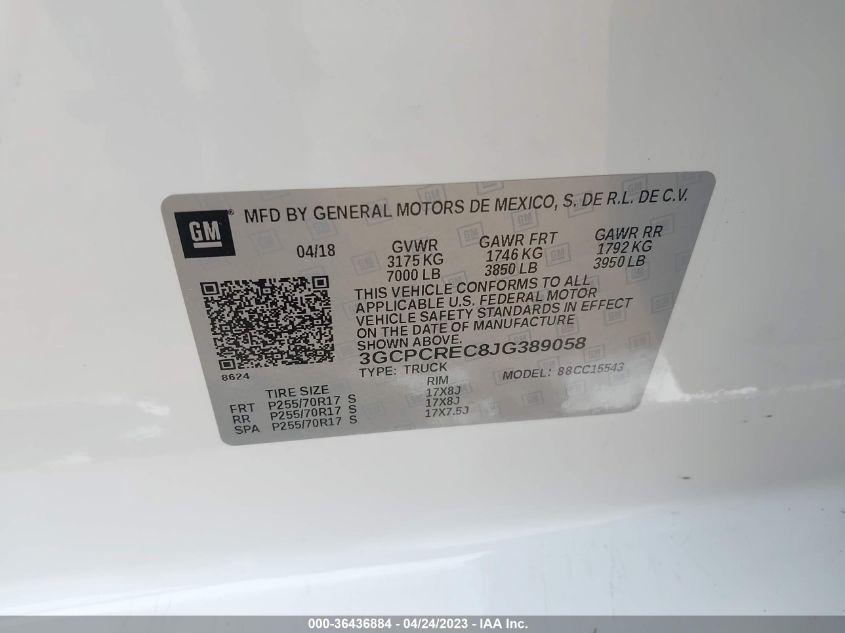 GM® MFD BY GENERAL MOTORS DE MEXICO, S. DE R.L. DE C.V.
04/18 GVWR GAWR FRT GAWR RR
3175 KG 1746 KG 1792 KG
7000 LB 3850 LB 3950 LB
THIS VEHICLE CONFORMS TO ALL
APPLICABLE U.S. FEDERAL MOTOR
VEHICLE SAFETY STANDARDS IN EFFECT
ON THE DATE OF MANUFACTURE
SHOWN ABOVE.
3GCPCREC8JG389058
8624 TYPE: TRUCK MODEL: 88CC15543
TIRE SIZE RIM
FRT P255/70R17 S 17X8J
RR P255/70R17 S 17X8J
SPA P255/70R17 S 17X7.5J
000-36436884 - 04/24/2023 - IAA Inc.